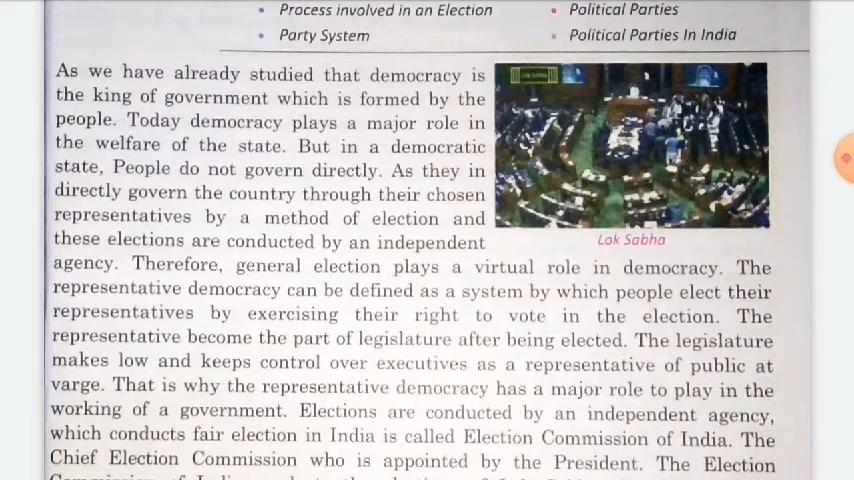 Process involved in an Election
Political Parties
Party System
Political Parties In India
As we have already studied that democracy is
the king of government which is formed by the
people. Today democracy plays a major role in
the welfare of the state. But in a democratic
state, People do not govern directly. As they in
directly govern the country through their chosen
representatives by a method of election and
these elections are conducted by an independent
Lok Sabha
agency. Therefore, general election plays a virtual role in democracy. The
representative democracy can be defined as a system by which people elect their
representatives by exercising their right to vote in the election. The
representative become the part of legislature after being elected. The legislature
makes low and keeps control over executives as a representative of public at
varge. That is why the representative democracy has a major role to play in the
working of a government. Elections are conducted by an independent agency,
which conducts fair election in India is called Election Commission of India. The
Chief Election Commission who is appointed by the President. The Election